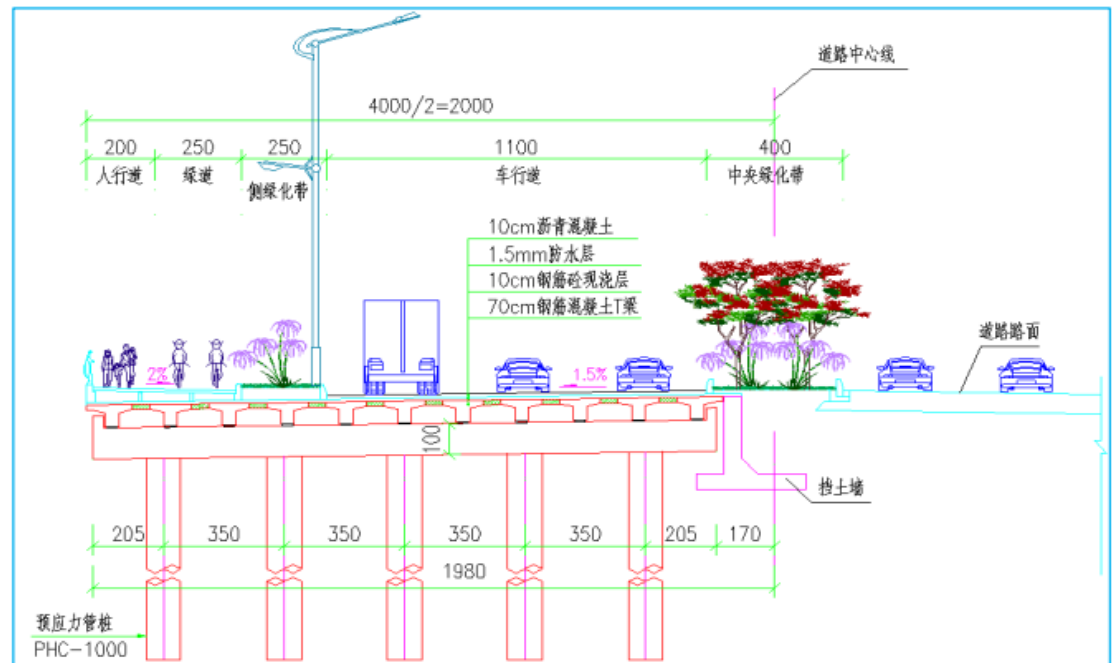 道路中心线
4000/2=2000
200
250
250
1100
400
人行道
绿道
侧绿化带
车行道
中央绿化带
10cm沥青混凝土
1.5mm防水层
10cm钢筋砼现浇层
70cm钢筋混凝土T梁
道路路面
2%
1.5%
100
挡土墙
205
350
350
350
350
205
170
1980
预应力管桩
PHC-1000